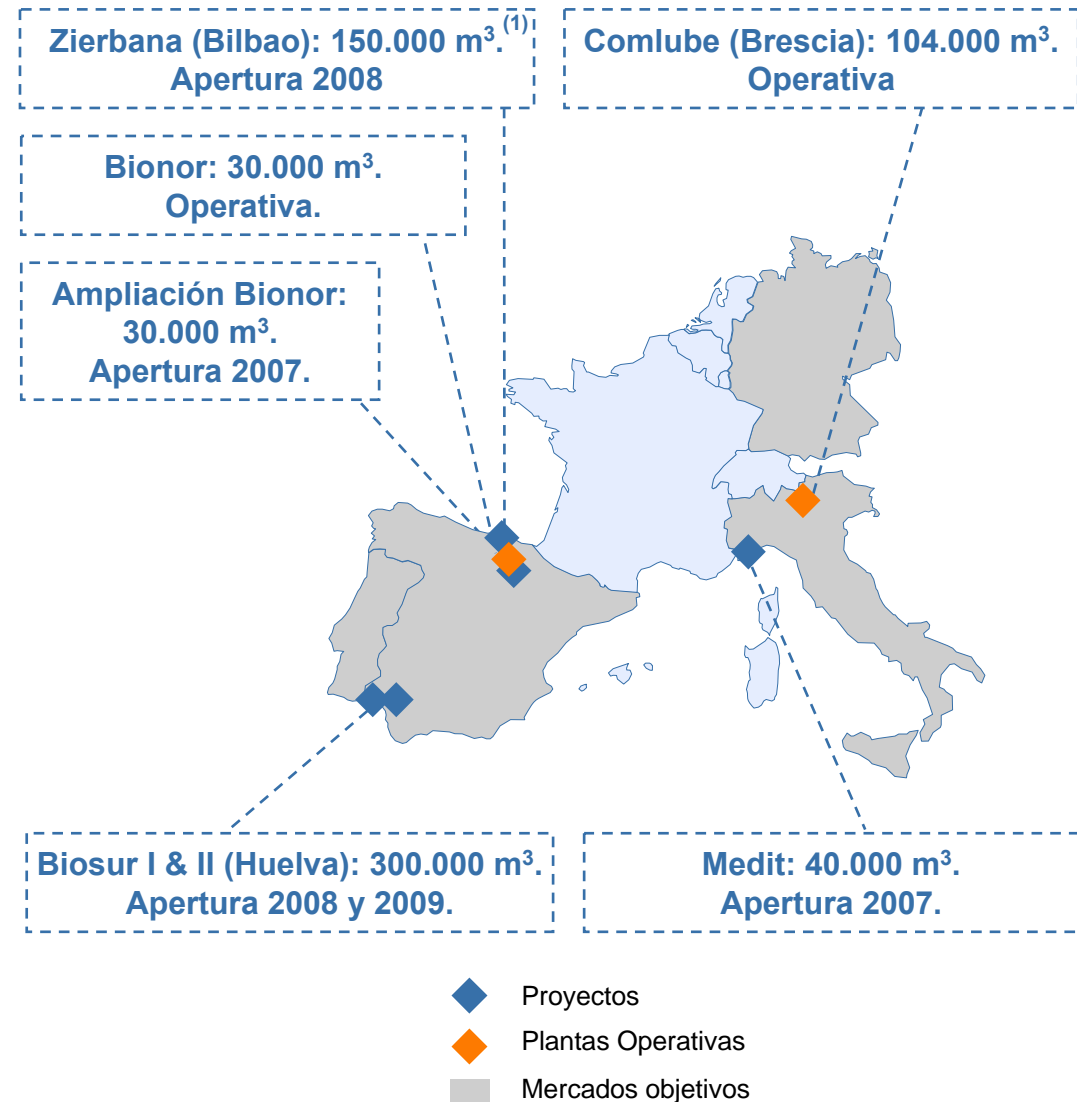 Zierbana (Bilbao): 150.000 m³.(1)
Apertura 2008
Comlube (Brescia): 104.000 m³.
Operativa
Bionor: 30.000 m³.
Operativa.
Ampliación Bionor:
30.000 m³.
Apertura 2007.
Biosur I & II (Huelva): 300.000 m³.
Apertura 2008 y 2009.
Medit: 40.000 m³.
Apertura 2007.
Proyectos
Plantas Operativas
Mercados objetivos